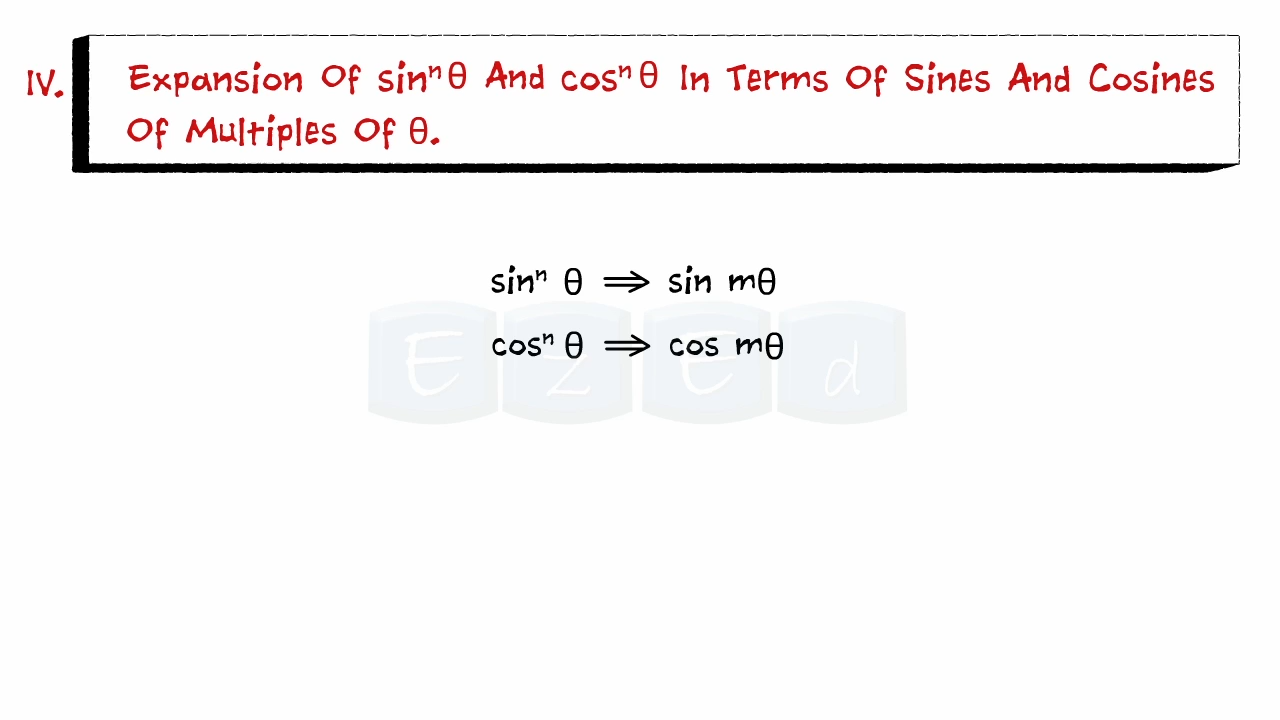 IV.
Expansion Of sinⁿθ And cosⁿθ In Terms Of Sines And Cosines
Of Multiples Of θ.
sinⁿ θ ⇒ sin mθ
cosⁿ θ ⇒ cos mθ
E z E d